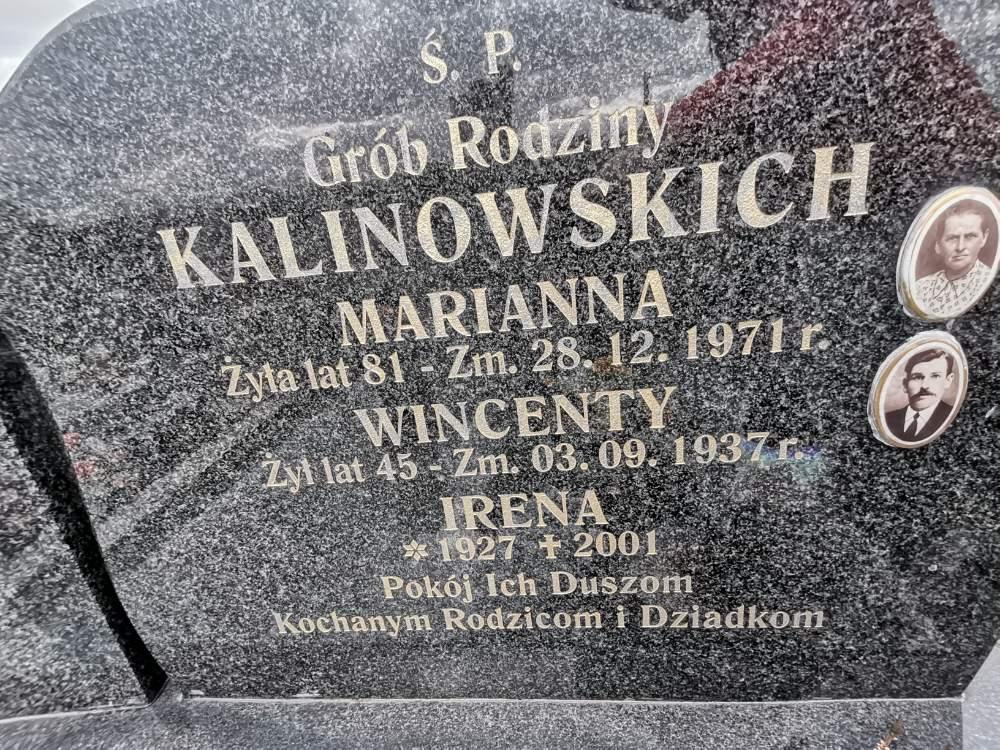 Ś. P.
Grób Rodziny
KALINOWSKICH
MARIANNA
Żyła lat 81 - Zm. 28. 12. 1971 r.
WINCENTY
Żył lat 45 - Zm. 03. 09. 1937 r.
IRENA
✲ 1927 ✝ 2001
Pokój Ich Duszom
Kochanym Rodzicom i Dziadkom